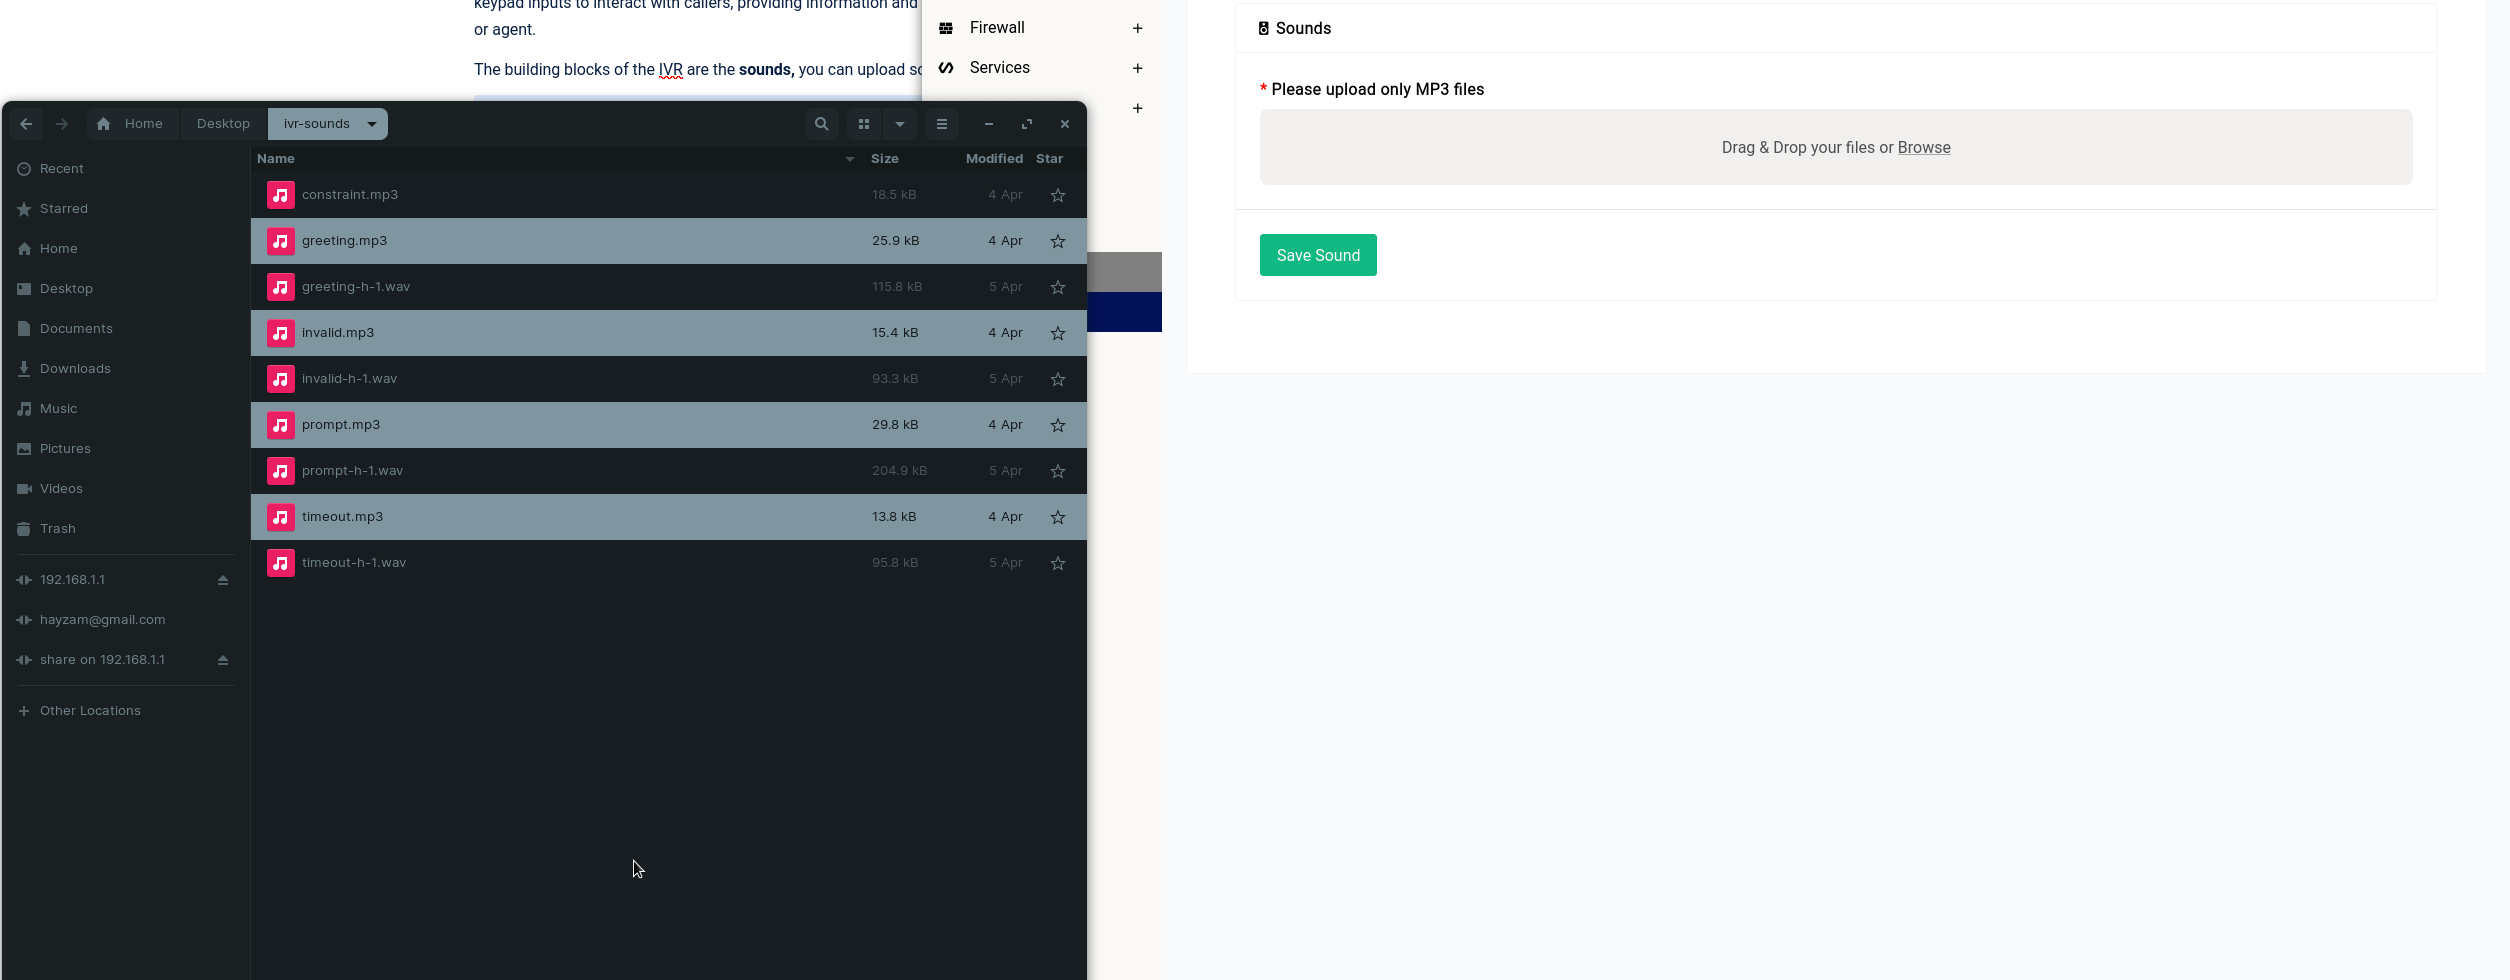 keypad inputs to interact with callers, providing information and
or agent.
The building blocks of the IVR are the sounds, you can upload
Firewall
+
Services
+
+
Sounds
* Please upload only MP3 files
Drag & Drop your files or Browse
Save Sound
Home
Desktop
ivr-sounds
Recent
Starred
Home
Desktop
Documents
Downloads
Music
Pictures
Videos
Trash
192.168.1.1
hayzam@gmail.com
share on 192.168.1.1
+ Other Locations
Name Size Modified Star
constraint.mp3 18.5 kB 4 Apr
greeting.mp3 25.9 kB 4 Apr
greeting-h-1.wav 115.8 kB 5 Apr
invalid.mp3 15.4 kB 4 Apr
invalid-h-1.wav 93.3 kB 5 Apr
prompt.mp3 29.8 kB 4 Apr
prompt-h-1.wav 204.9 kB 5 Apr
timeout.mp3 13.8 kB 4 Apr
timeout-h-1.wav 95.8 kB 5 Apr